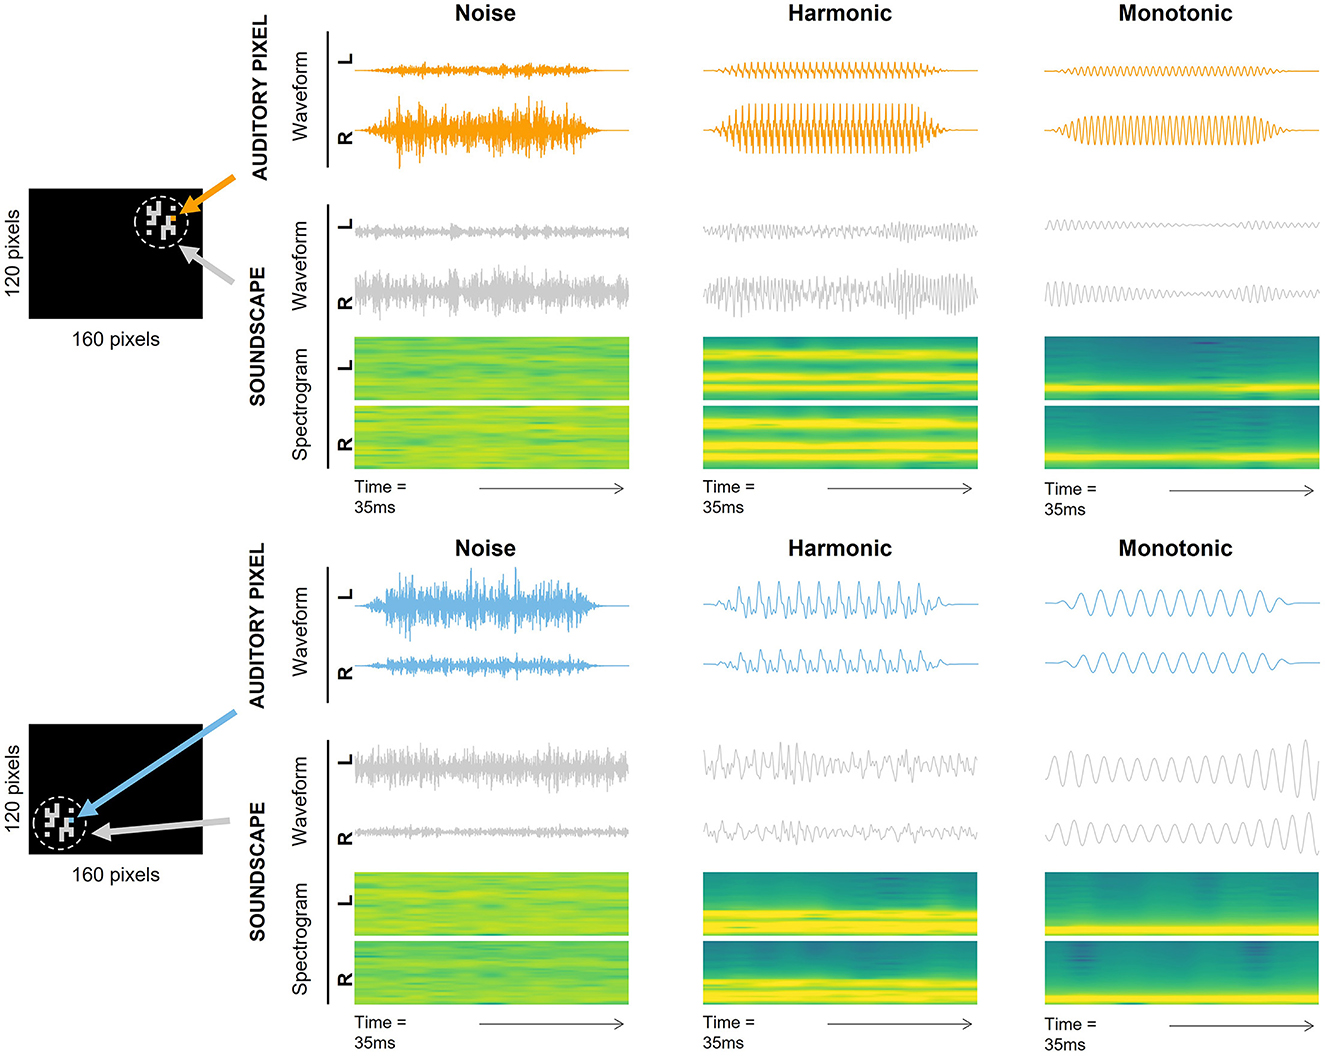 Noise Harmonic Monotonic
AUDITORY PIXEL
Waveform
L
R
120 pixels
160 pixels
SOUNDSCAPE
Waveform
L
R
Spectrogram
L
R
Time =
35ms
Time =
35ms
Time =
35ms
Noise Harmonic Monotonic
AUDITORY PIXEL
Waveform
L
R
120 pixels
160 pixels
SOUNDSCAPE
Waveform
L
R
Spectrogram
L
R
Time =
35ms
Time =
35ms
Time =
35ms